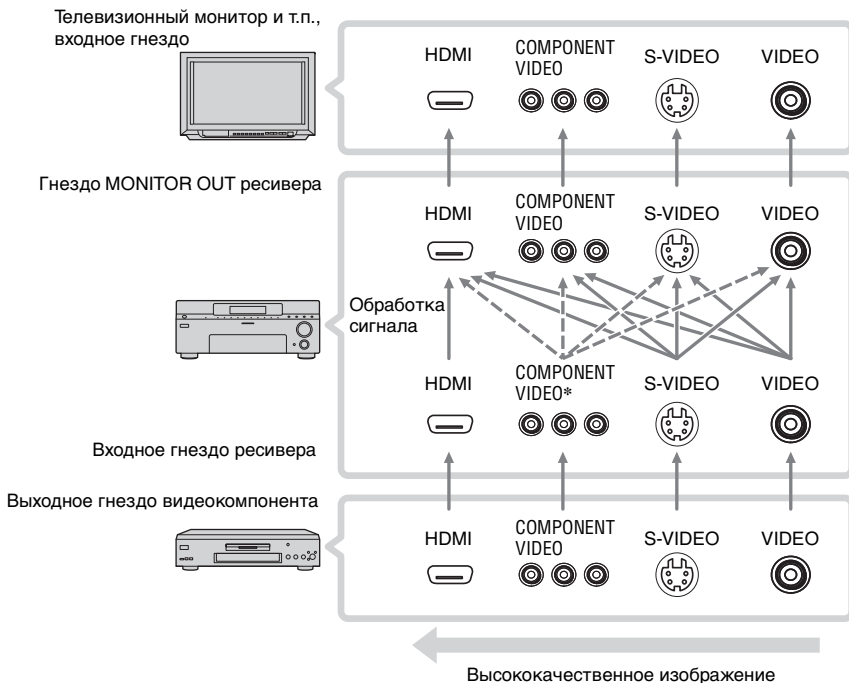 Телевизионный монитор и т.п.,
входное гнездо
HDMI
COMPONENT
VIDEO
S-VIDEO
VIDEO
Гнездо MONITOR OUT ресивера
HDMI
COMPONENT
VIDEO
S-VIDEO
VIDEO
Обработка
сигнала
HDMI
COMPONENT
VIDEO*
S-VIDEO
VIDEO
Входное гнездо ресивера
Выходное гнездо видеокомпонента
HDMI
COMPONENT
VIDEO
S-VIDEO
VIDEO
Высококачественное изображение